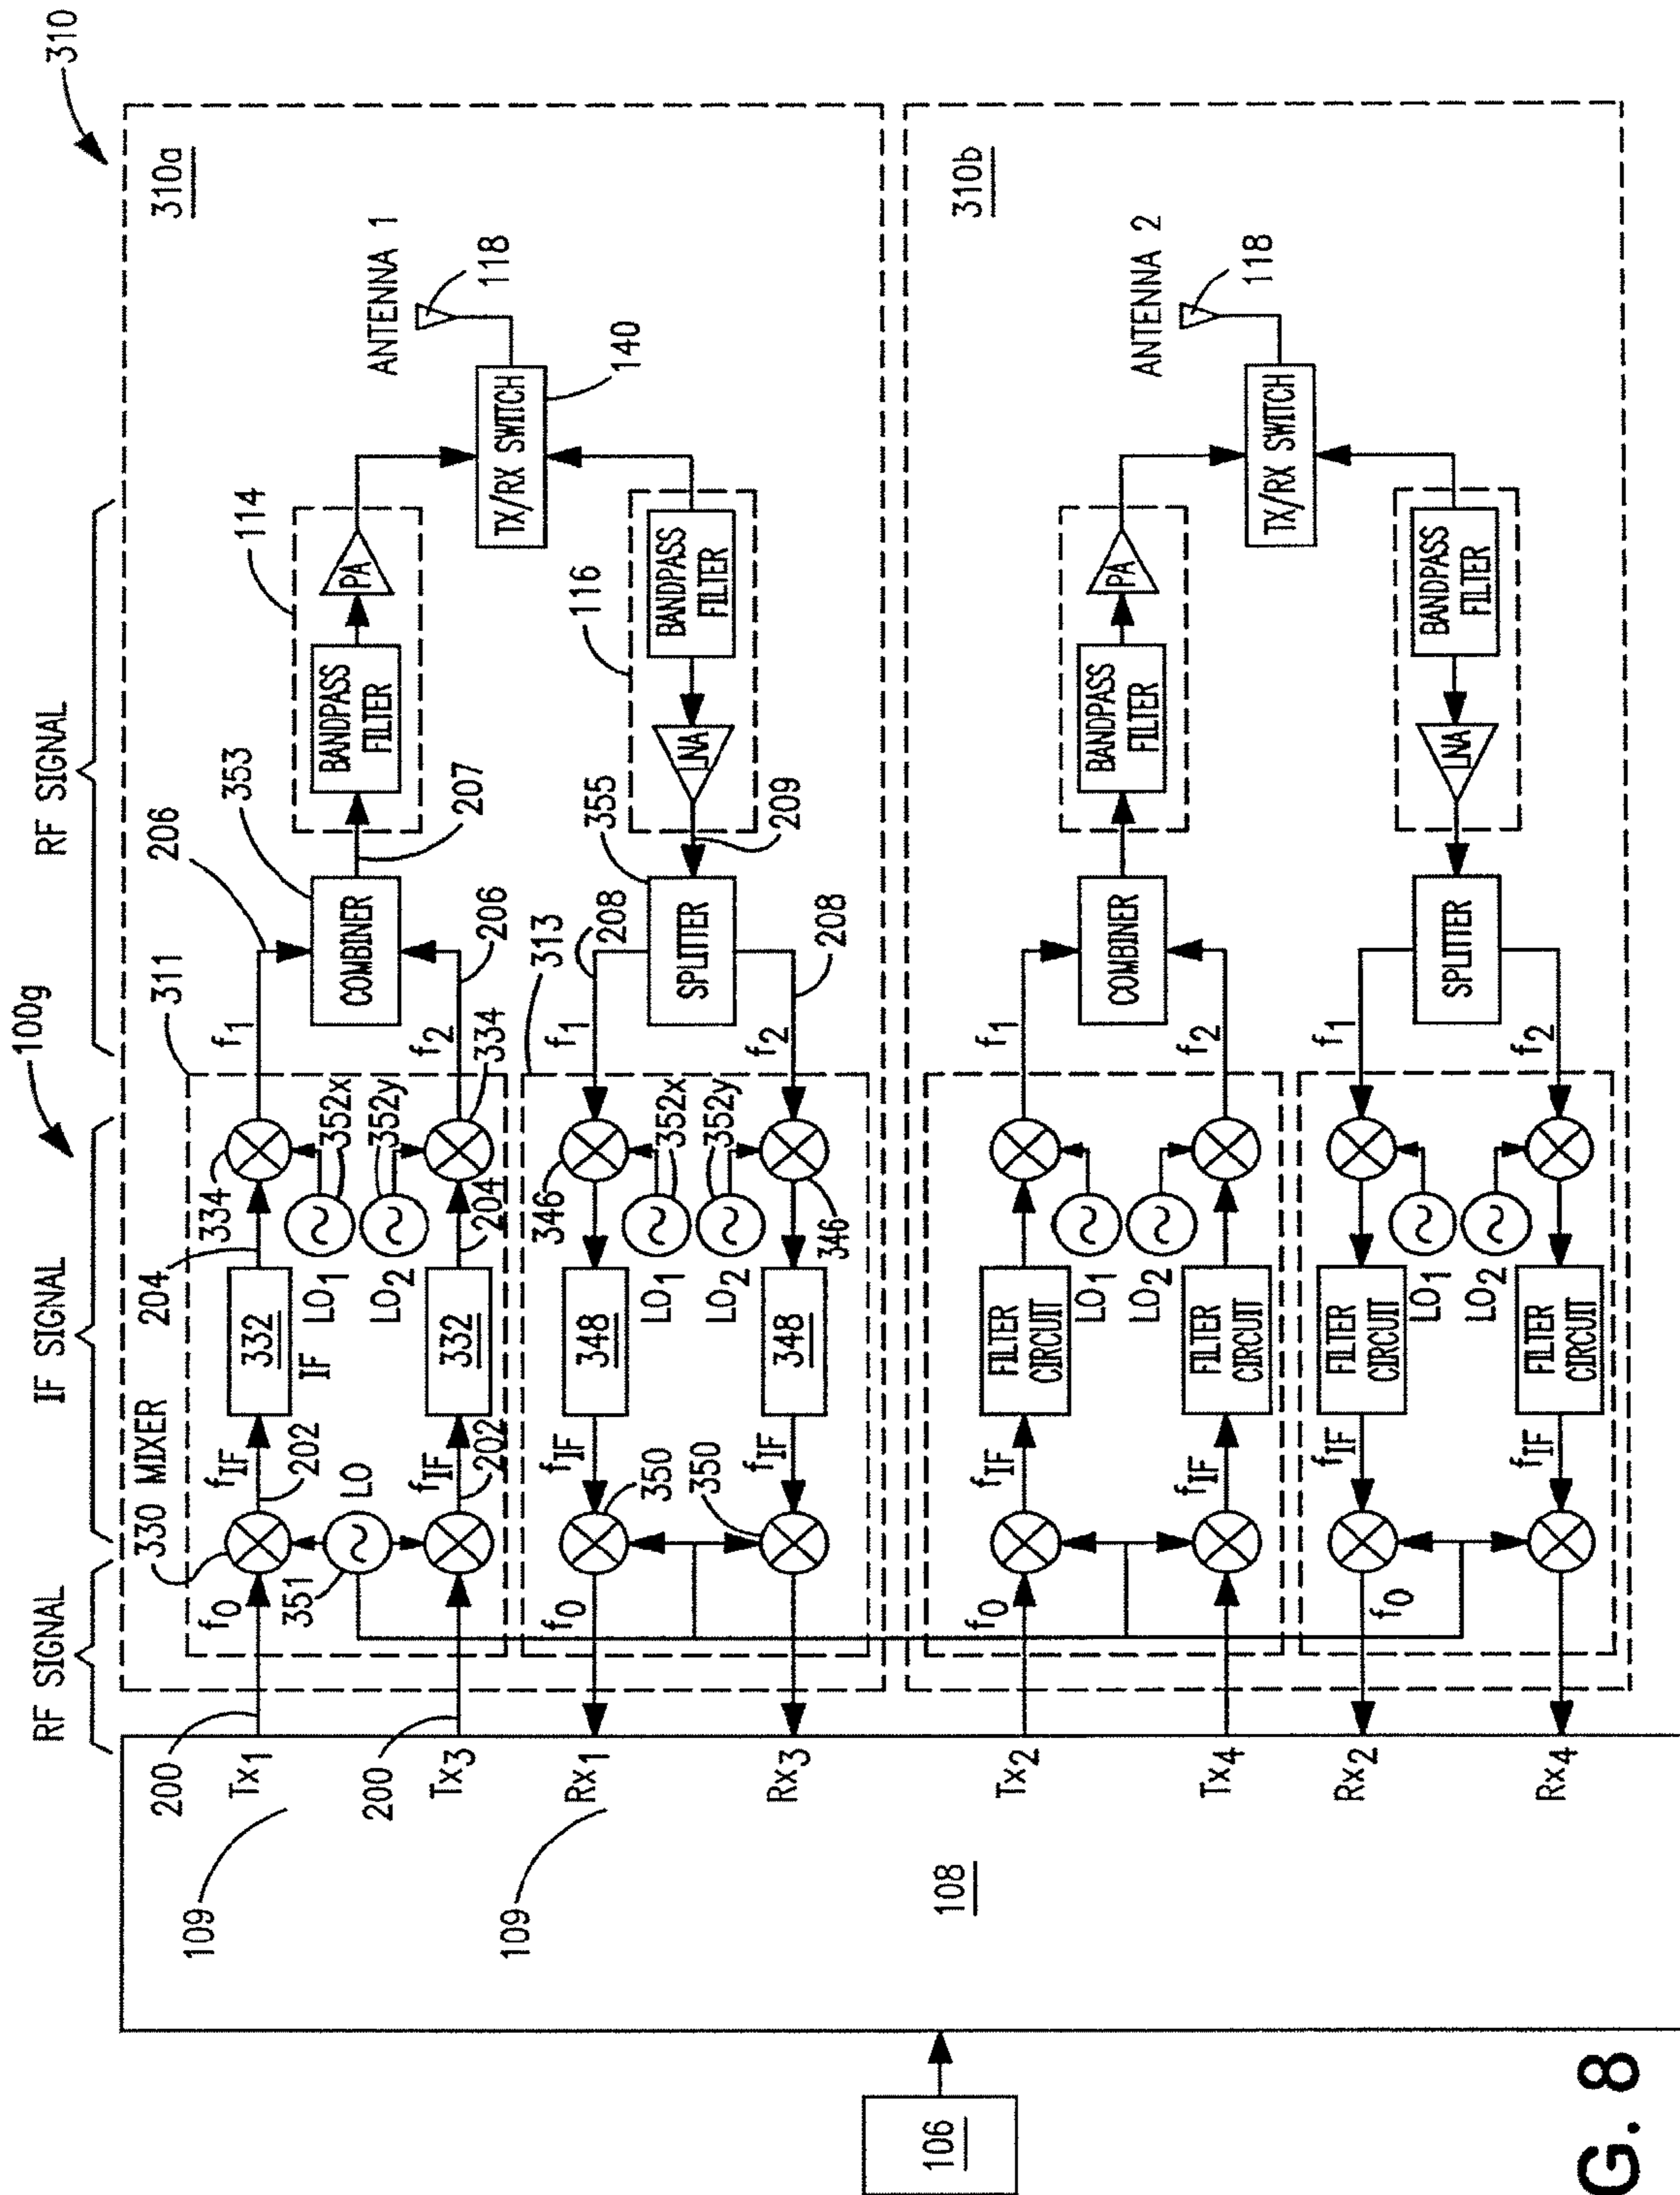 310
100g
RF SIGNAL
IF SIGNAL
RF SIGNAL
310a
200
Tx1
109
f0
330 MIXER
fIF
202
332
IF
204
334
f1
311
206
351
LO
LO1
352x
LO2
352y
200
Tx3
fIF
202
332
204
334
f2
206
COMBINER
353
207
114
BANDPASS
FILTER
PA
ANTENNA 1
118
TX/RX SWITCH
140
109
Rx1
f0
350
fIF
348
346
f1
313
208
LO1
352x
LO2
352y
Rx3
350
fIF
348
346
f2
208
SPLITTER
355
209
116
LNA
BANDPASS
FILTER
106
108
310b
Tx2
f0
fIF
FILTER
CIRCUIT
f1
LO1
LO2
Tx4
fIF
FILTER
CIRCUIT
f2
COMBINER
BANDPASS
FILTER
PA
ANTENNA 2
118
TX/RX SWITCH
Rx2
f0
fIF
FILTER
CIRCUIT
f1
LO1
LO2
Rx4
fIF
FILTER
CIRCUIT
f2
SPLITTER
LNA
BANDPASS
FILTER
G. 8